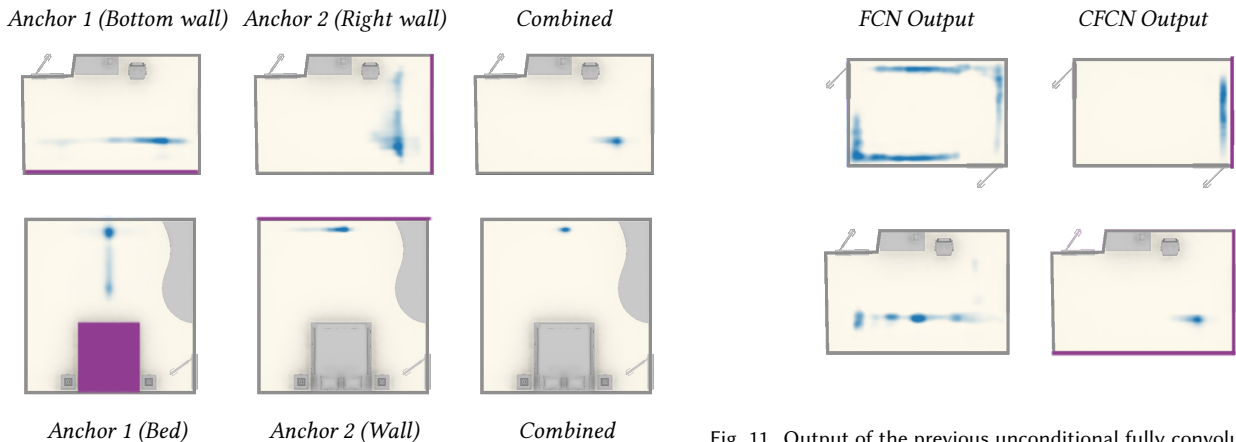 Anchor 1 (Bottom wall) Anchor 2 (Right wall) Combined
Anchor 1 (Bed) Anchor 2 (Wall) Combined
FCN Output CFCN Output
Fig. 11. Output of the previous unconditional fully